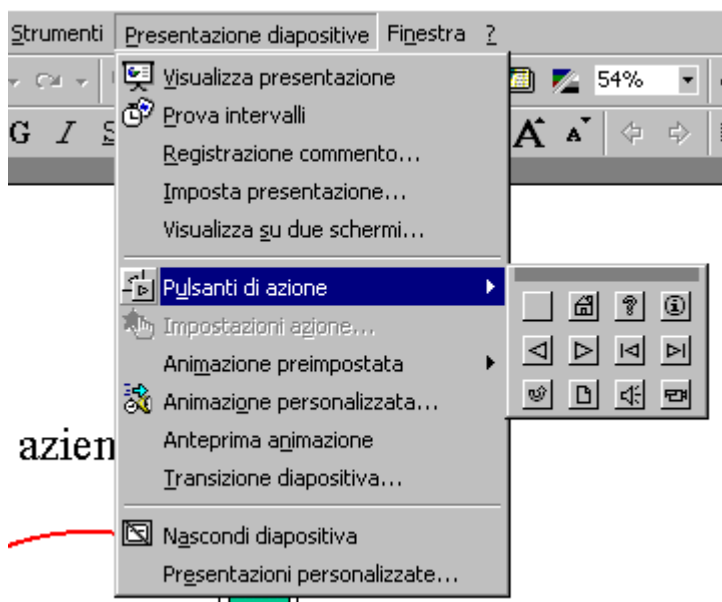 Strumenti Presentazione diapositive Finestra ?
Visualizza presentazione
54%
Prova intervalli
G I S A A
Registrazione commento...
Imposta presentazione...
Visualizza su due schermi...
Pulsanti di azione
?
i
Impostazioni azione...
Animazione preimpostata
Animazione personalizzata...
azien
Anteprima animazione
Transizione diapositiva...
Nascondi diapositiva
Presentazioni personalizzate...